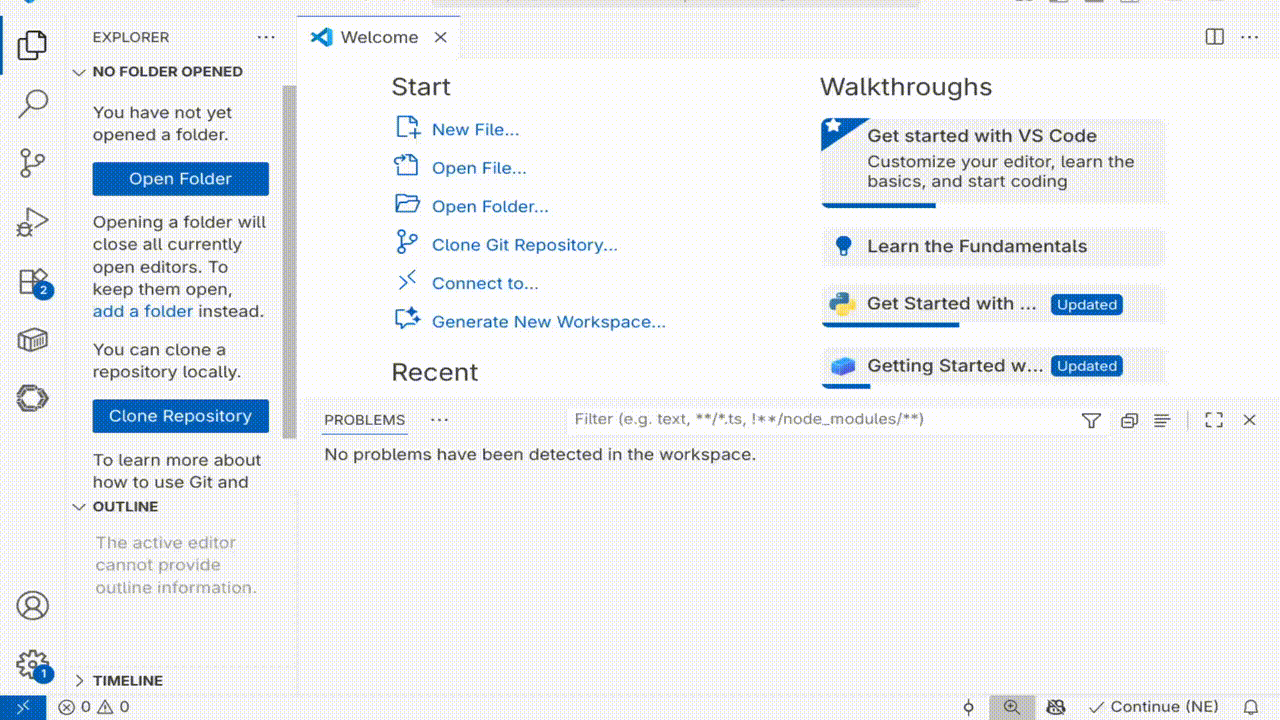 EXPLORER
NO FOLDER OPENED
You have not yet
opened a folder.
Open Folder
Opening a folder will
close all currently
open editors. To
keep them open,
add a folder instead.
You can clone a
repository locally.
Clone Repository
To learn more about
how to use Git and
OUTLINE
The active editor
cannot provide
outline information.
TIMELINE
Welcome
Start
New File...
Open File...
Open Folder...
Clone Git Repository...
Connect to...
Generate New Workspace...
Recent
Walkthroughs
Get started with VS Code
Customize your editor, learn the
basics, and start coding
Learn the Fundamentals
Get Started with ... Updated
Getting Started w... Updated
PROBLEMS
Filter (e.g. text, **/*.ts, !**/node_modules/**)
No problems have been detected in the workspace.
2
1
0 0
Continue (NE)